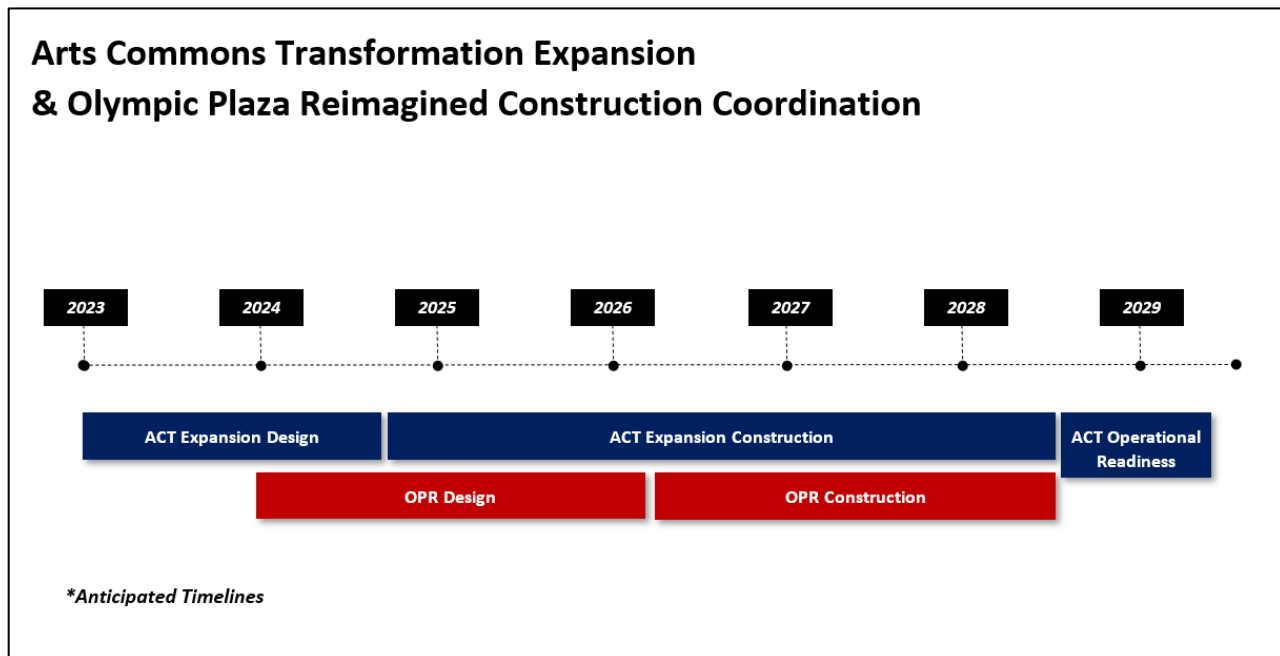 Arts Commons Transformation Expansion
& Olympic Plaza Reimagined Construction Coordination
2023
2024
2025
2026
2027
2028
2029
ACT Expansion Design
ACT Expansion Construction
ACT Operational
Readiness
OPR Design
OPR Construction
*Anticipated Timelines